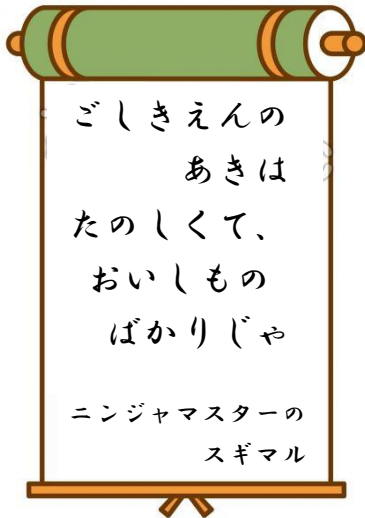 ごしきえんの
あきは
たのしくて、
おいしもの
ばかりじゃ
ニンジャマスターの
スギマル